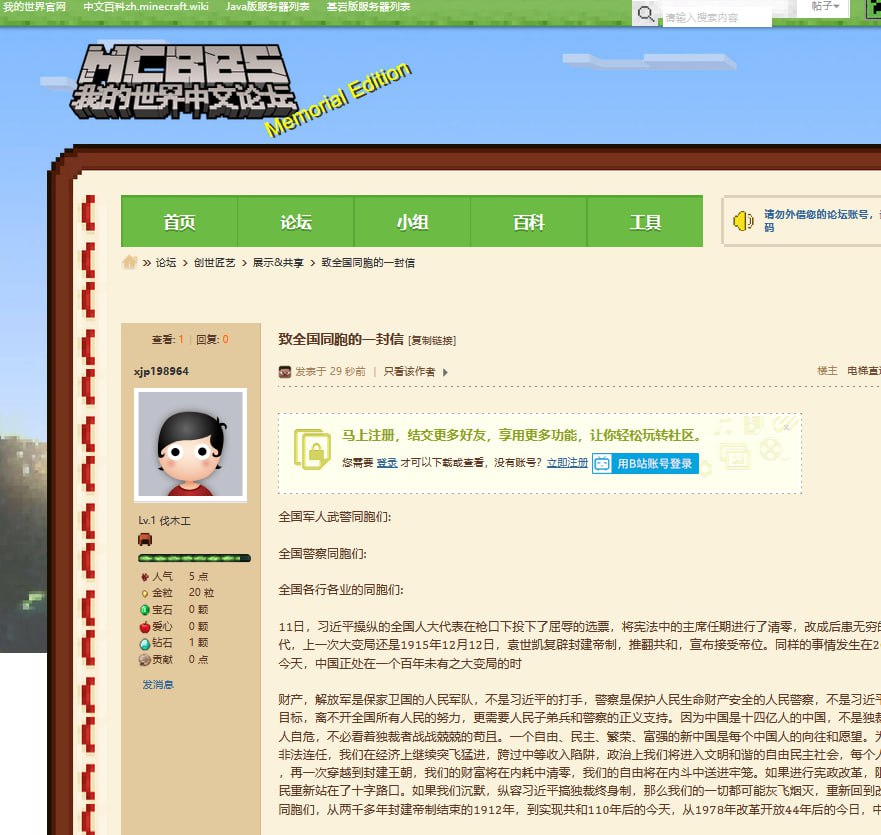 我的世界官网 中文百科zh.minecraft.wiki Java版服务器列表 基岩版服务器列表
请输入搜索内容 帖子
MCBBS
我的世界中文论坛
Memorial Edition
首页 论坛 小组 百科 工具
请勿外借您的论坛账号，
码
» 论坛 › 创世匠艺 › 展示&共享 › 致全国同胞的一封信
查看: 1 | 回复: 0
致全国同胞的一封信 [复制链接]
xjp198964
发表于 29 秒前 | 只看该作者
楼主 电梯直
马上注册，结交更多好友，享用更多功能，让你轻松玩转社区。
您需要 登录 才可以下载或查看，没有账号？立即注册 用B站账号登录
Lv.1 伐木工
人气 5 点
金粒 20 粒
宝石 0 颗
爱心 0 颗
钻石 1 颗
贡献 0 点
发消息
全国军人武警同胞们:
全国警察同胞们:
全国各行各业的同胞们:
11日，习近平操纵的全国人大代表在枪口下投下了屈辱的选票，将宪法中的主席任期进行了清零，改成后患无穷的
代，上一次大变局还是1915年12月12日，袁世凯复辟封建帝制，推翻共和，宣布接受帝位。同样的事情发生在2
今天，中国正处在一个百年未有之大变局的时
财产，解放军是保家卫国的人民军队，不是习近平的打手，警察是保护人民生命财产安全的人民警察，不是习近平
目标，离不开全国所有人民的努力，更需要人民子弟兵和警察的正义支持。因为中国是十四亿人的中国，不是独裁
人自危，不必看着独裁者战战兢兢的苟且。一个自由、民主、繁荣、富强的新中国是每个中国人的向往和愿望。
非法连任，我们在经济上继续突飞猛进，跨过中等收入陷阱，政治上我们将进入文明和谐的自由民主社会，每个人
，再一次穿越到封建王朝，我们的财富将在内耗中清零，我们的自由将在内斗中送进牢笼。如果进行宪政改革，
民重新站在了十字路口。如果我们沉默，纵容习近平搞独裁终身制，那么我们的一切都可能灰飞烟灭，重新回到
同胞们，从两千多年封建帝制结束的1912年，到实现共和110年后的今天，从1978年改革开放44年后的今日，中